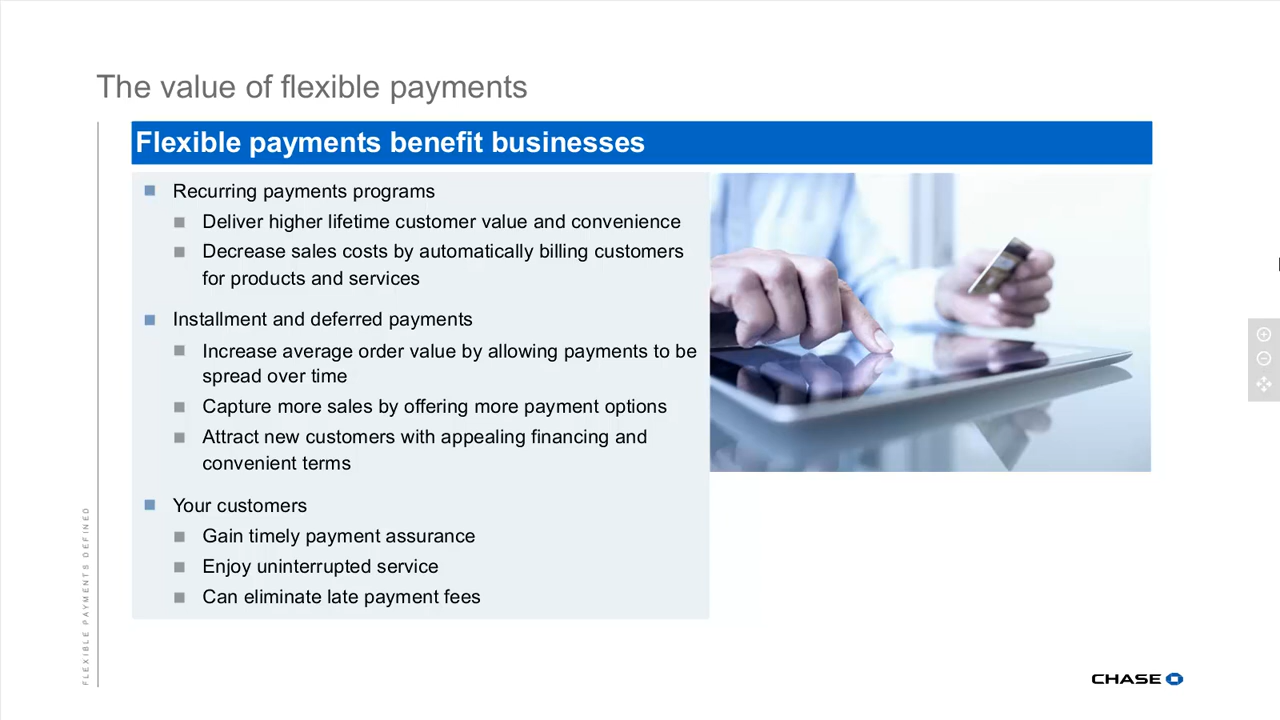 The value of flexible payments
Flexible payments benefit businesses
Recurring payments programs
Deliver higher lifetime customer value and convenience
Decrease sales costs by automatically billing customers
for products and services
Installment and deferred payments
Increase average order value by allowing payments to be
spread over time
Capture more sales by offering more payment options
Attract new customers with appealing financing and
convenient terms
Your customers
Gain timely payment assurance
Enjoy uninterrupted service
Can eliminate late payment fees
FLEXIBLE PAYMENTS DEFINED
CHASE